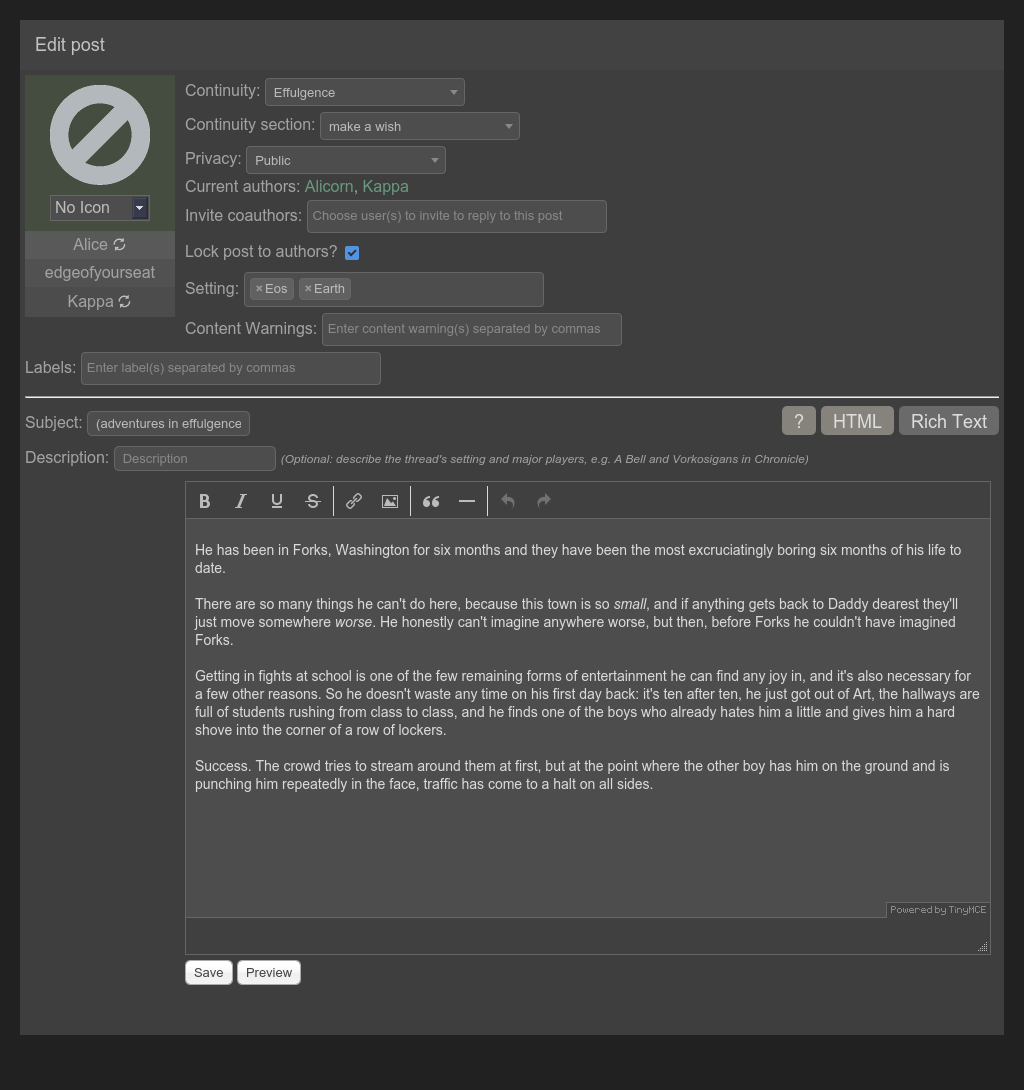 Edit post
No Icon
Alice
edgeofyourseat
Kappa
Continuity: Effulgence
Continuity section: make a wish
Privacy: Public
Current authors: Alicorn, Kappa
Invite coauthors: Choose user(s) to invite to reply to this post
Lock post to authors?
Setting: ×Eos ×Earth
Content Warnings: Enter content warning(s) separated by commas
Labels: Enter label(s) separated by commas
Subject: (adventures in effulgence
? HTML Rich Text
Description: Description (Optional: describe the thread's setting and major players, e.g. A Bell and Vorkosigans in Chronicle)
B I U S
He has been in Forks, Washington for six months and they have been the most excruciatingly boring six months of his life to
date.
There are so many things he can't do here, because this town is so small, and if anything gets back to Daddy dearest they'll
just move somewhere worse. He honestly can't imagine anywhere worse, but then, before Forks he couldn't have imagined
Forks.
Getting in fights at school is one of the few remaining forms of entertainment he can find any joy in, and it's also necessary for
a few other reasons. So he doesn't waste any time on his first day back: it's ten after ten, he just got out of Art, the hallways are
full of students rushing from class to class, and he finds one of the boys who already hates him a little and gives him a hard
shove into the corner of a row of lockers.
Success. The crowd tries to stream around them at first, but at the point where the other boy has him on the ground and is
punching him repeatedly in the face, traffic has come to a halt on all sides.
Powered by TinyMCE
Save Preview